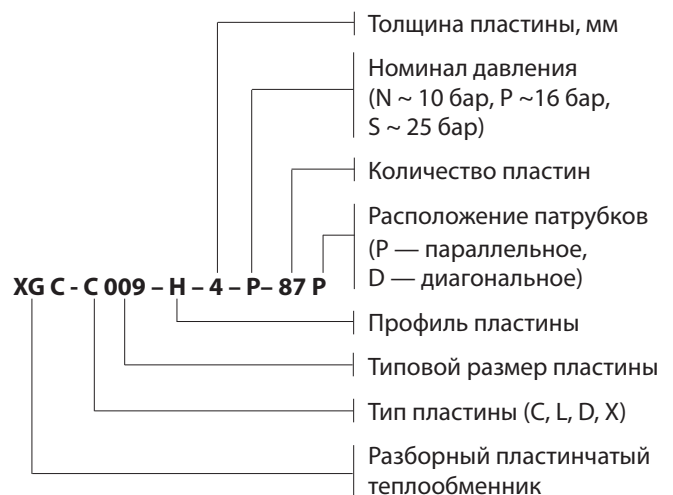 Толщина пластины, мм
Номинал давления
(N ~ 10 бар, P ~16 бар,
S ~ 25 бар)
Количество пластин
Расположение патрубков
(P — параллельное,
D — диагональное)
XG C - C 009 – H – 4 – P– 87 P
Профиль пластины
Типовой размер пластины
Тип пластины (C, L, D, X)
Разборный пластинчатый
теплообменник